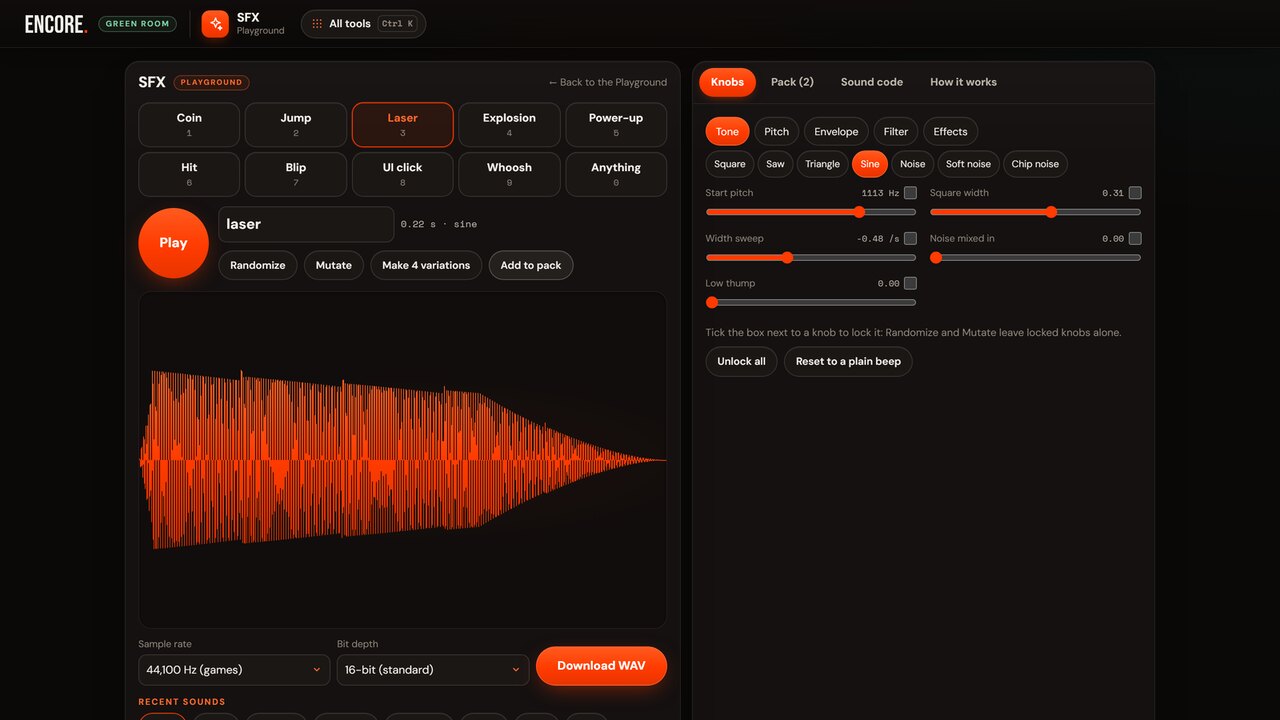 ENCORE. GREEN ROOM SFX Playground All tools Ctrl K
SFX PLAYGROUND ← Back to the Playground
Coin 1
Jump 2
Laser 3
Explosion 4
Power-up 5
Hit 6
Blip 7
UI click 8
Whoosh 9
Anything 0
Play
laser 0.22 s · sine
Randomize Mutate Make 4 variations Add to pack
Sample rate Bit depth
44,100 Hz (games) 16-bit (standard) Download WAV
RECENT SOUNDS
Knobs Pack (2) Sound code How it works
Tone Pitch Envelope Filter Effects
Square Saw Triangle Sine Noise Soft noise Chip noise
Start pitch 1113 Hz Square width 0.31
Width sweep -0.48 /s Noise mixed in 0.00
Low thump 0.00
Tick the box next to a knob to lock it: Randomize and Mutate leave locked knobs alone.
Unlock all Reset to a plain beep